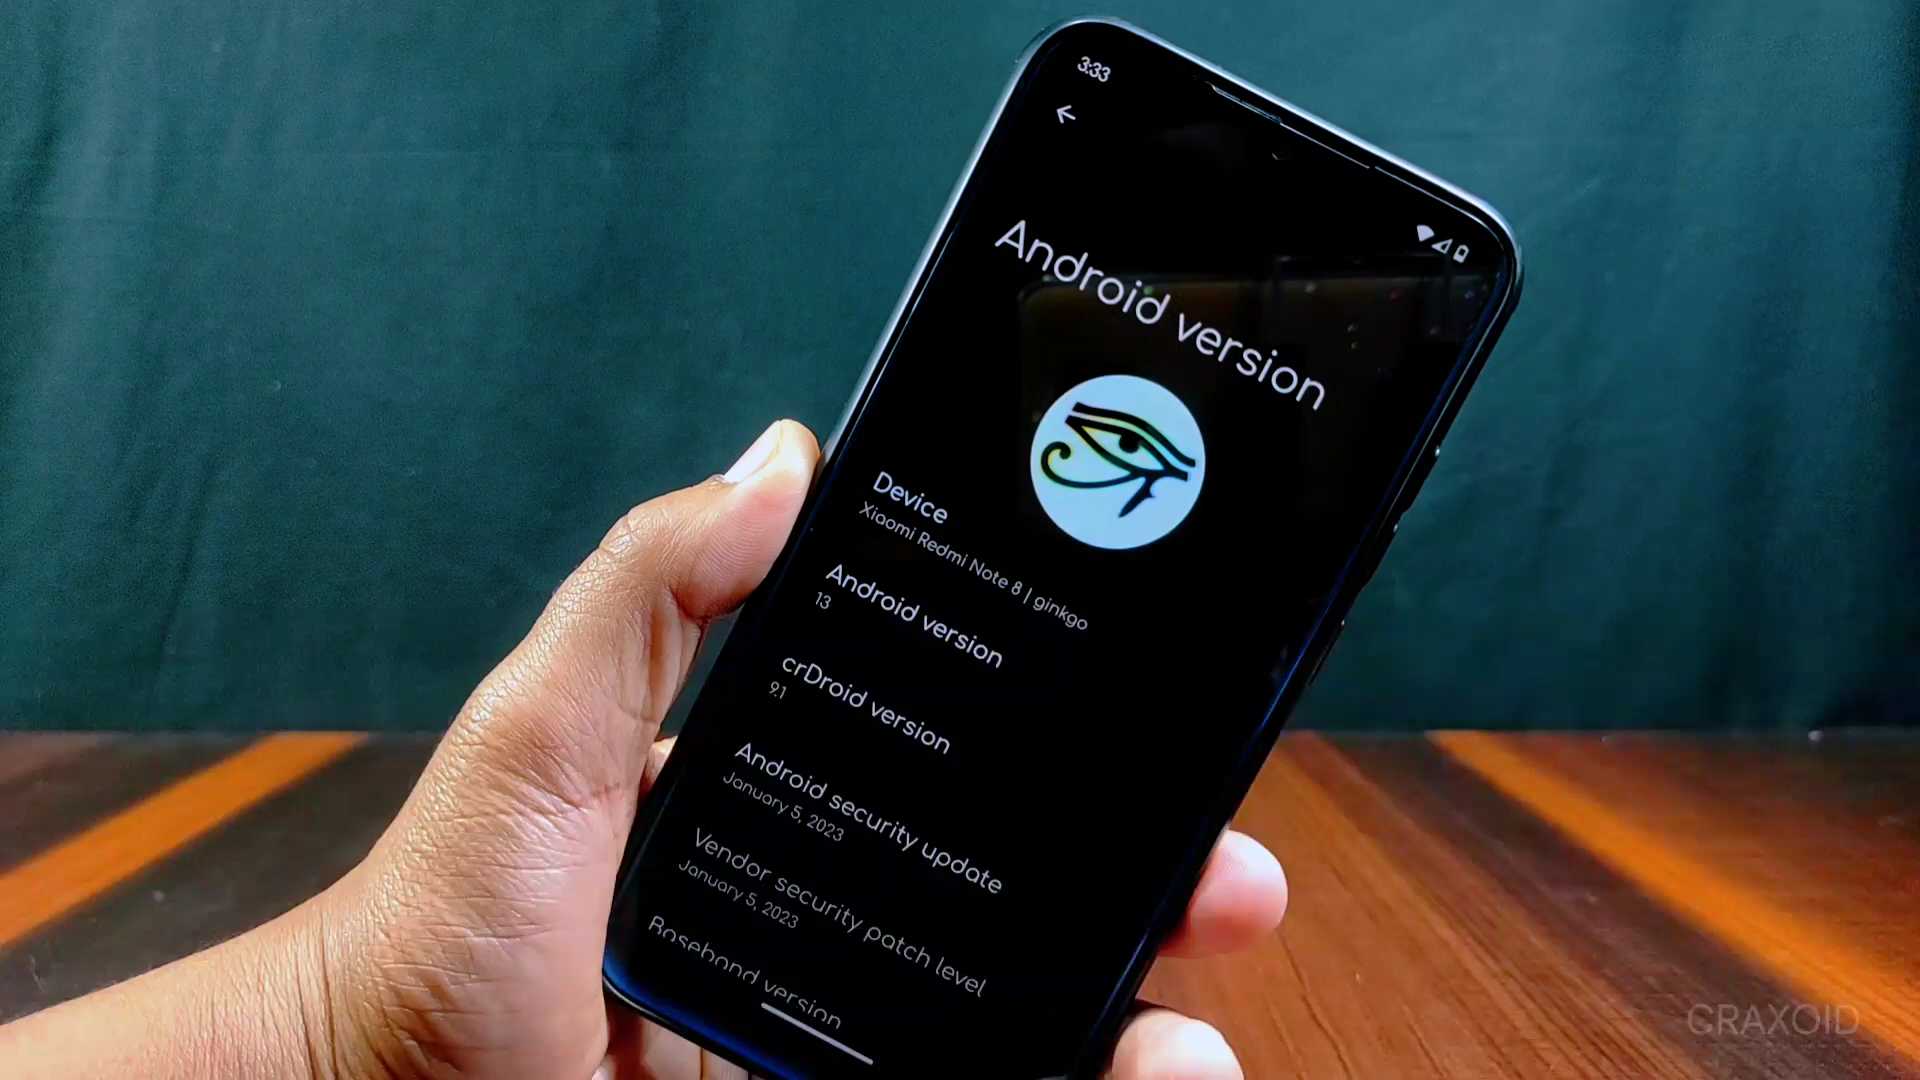 3:33
Android version
Device
Xiaomi Redmi Note 8 | ginkgo
Android version
13
crDroid version
9.1
Android security update
January 5, 2023
Vendor security patch level
January 5, 2023
Baseband version
CRAXOID